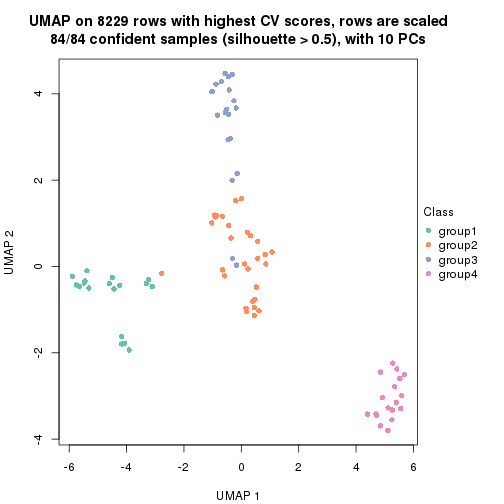 UMAP on 8229 rows with highest CV scores, rows are scaled
84/84 confident samples (silhouette > 0.5), with 10 PCs
4
2
0
-2
-4
UMAP 2
-6 -4 -2 0 2 4 6
UMAP 1
Class
group1
group2
group3
group4